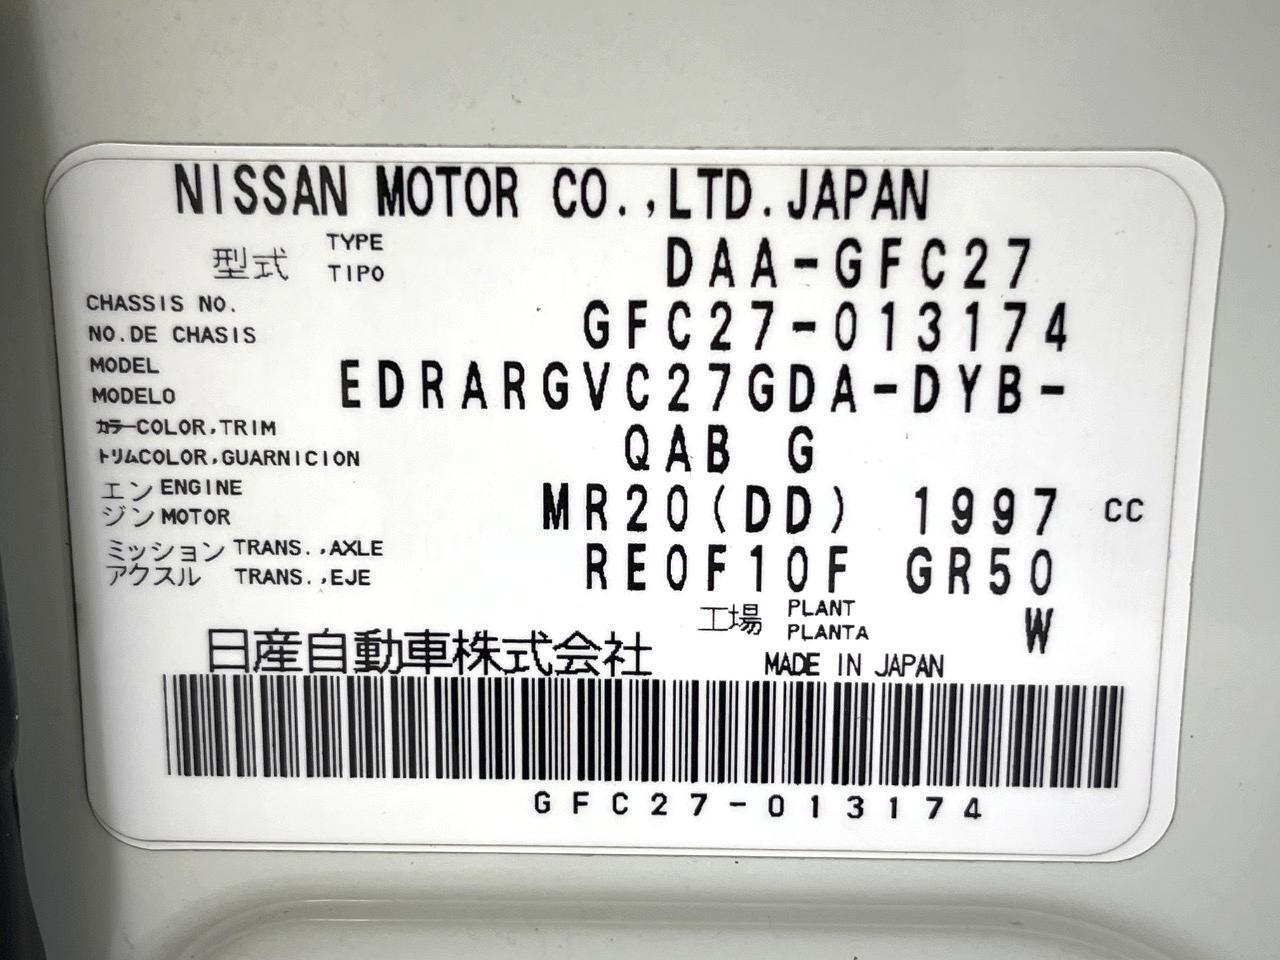 NISSAN MOTOR CO.,LTD.JAPAN
型式 TYPE TIPO DAA-GFC27
CHASSIS NO.
NO.DE CHASIS GFC27-013174
MODEL
MODELO EDRARGVC27GDA-DYB-
カラーCOLOR,TRIM
トリムCOLOR,GUARNICION QAB G
エン ENGINE
ジン MOTOR MR20(DD) 1997 CC
ミッション TRANS.,AXLE
アクスル TRANS.,EJE RE0F10F GR50
工場 PLANT PLANTA W
日産自動車株式会社 MADE IN JAPAN
GFC27-013174